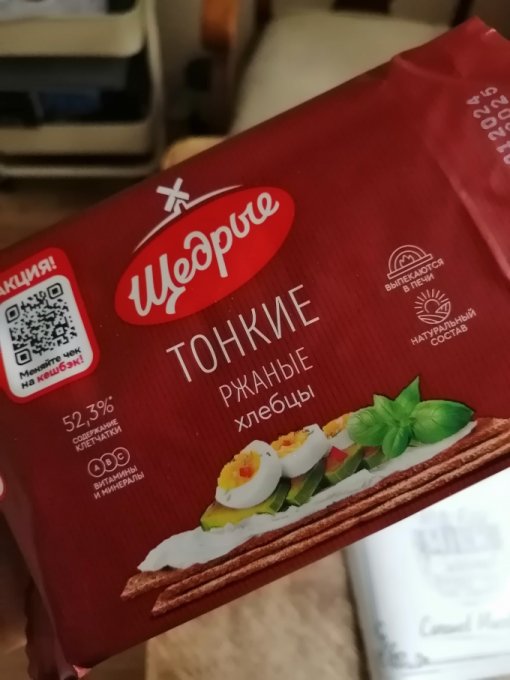 АКЦИЯ!
Меняйте чек
на кешбэк!
Щедрые
ТОНКИЕ
РЖАНЫЕ
хлебцы
52,3%*
СОДЕРЖАНИЕ
КЛЕТЧАТКИ
A B C
ВИТАМИНЫ
И МИНЕРАЛЫ
ВЫПЕКАЮТСЯ
В ПЕЧИ
НАТУРАЛЬНЫЙ
СОСТАВ
2024